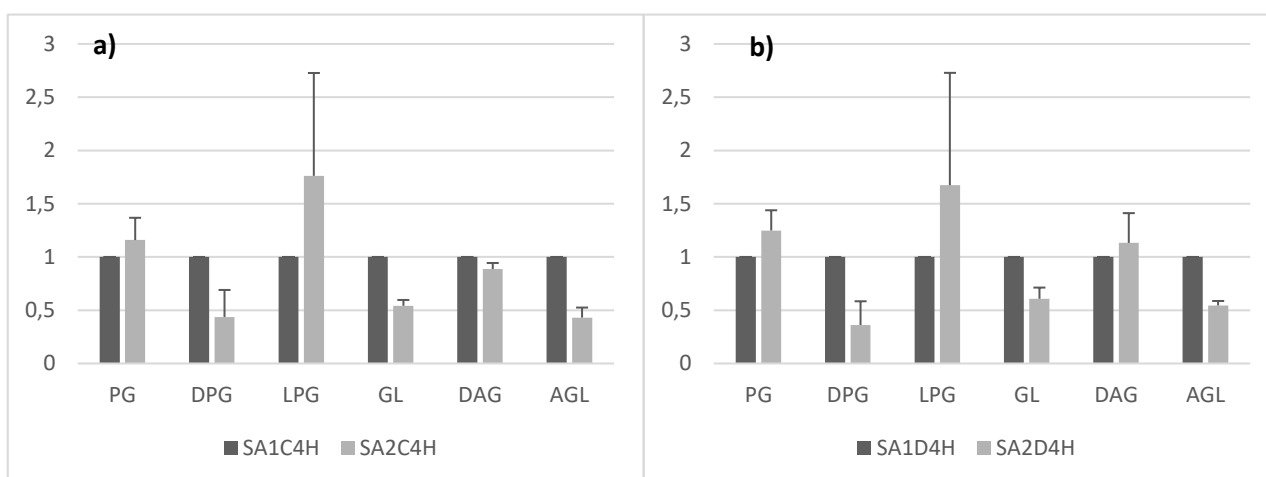 a)
3
2,5
2
1,5
1
0,5
0
PG DPG LPG GL DAG AGL
SA1C4H SA2C4H
b)
3
2,5
2
1,5
1
0,5
0
PG DPG LPG GL DAG AGL
SA1D4H SA2D4H